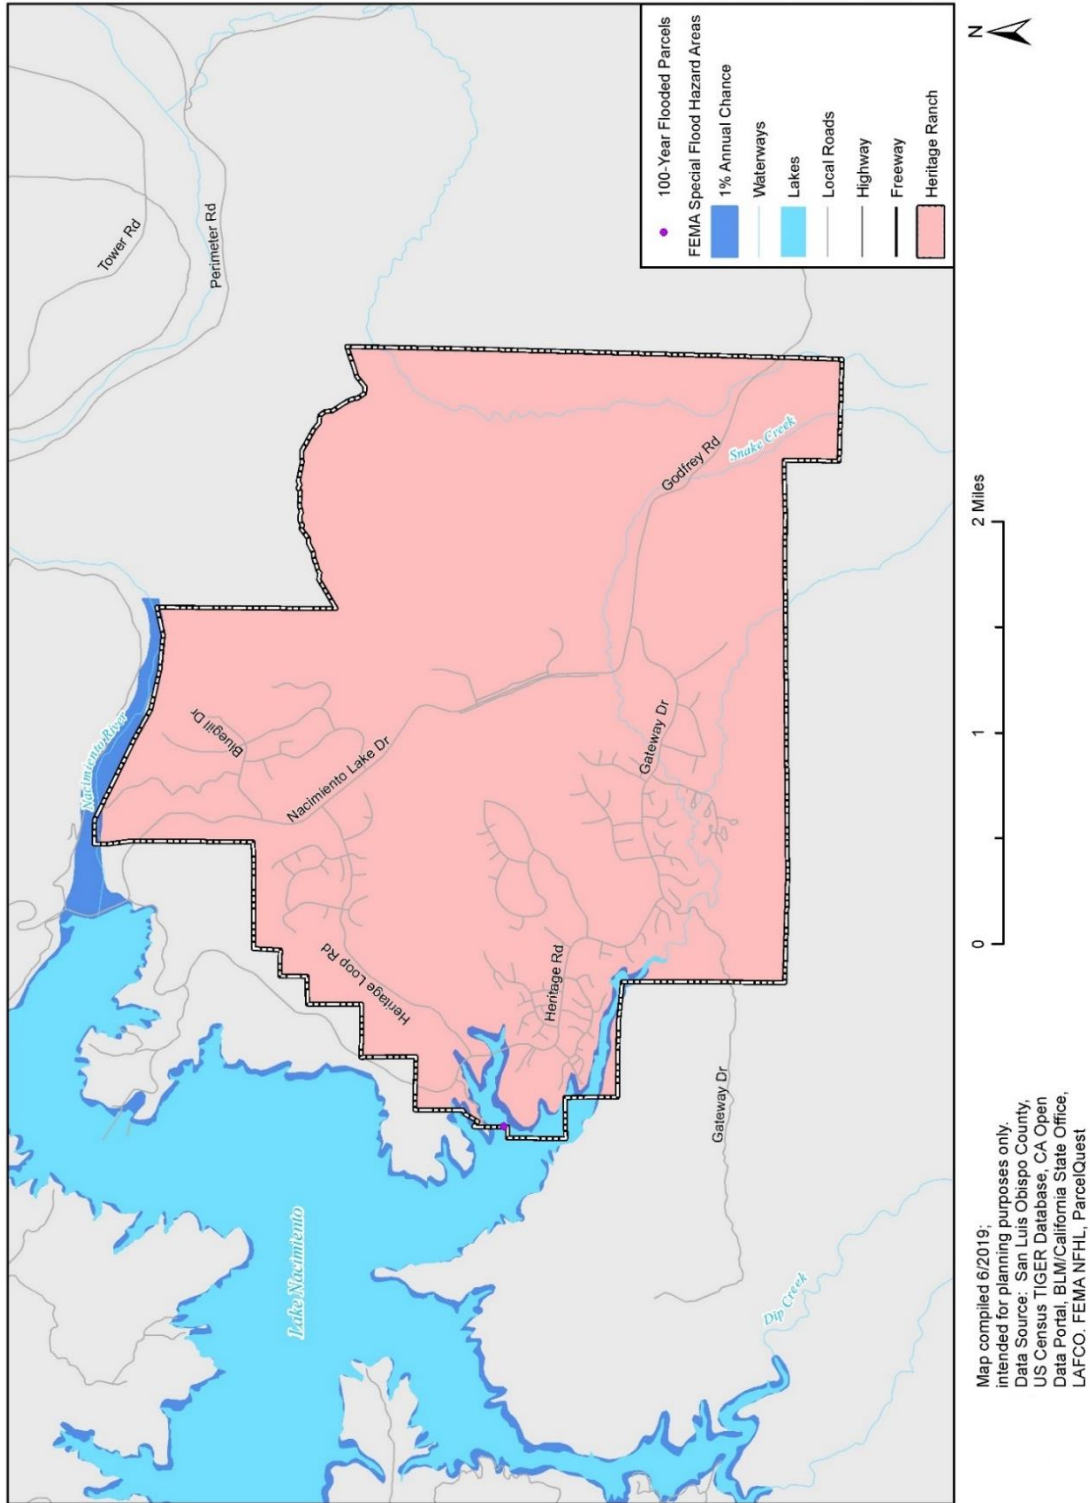 Lake Nacimiento
Nacimiento River
Tower Rd
Perimeter Rd
Bluegill Dr
Nacimiento Lake Dr
Heritage Loop Rd
Heritage Rd
Gateway Dr
Godfrey Rd
Snake Creek
Gateway Dr
Dip Creek
100-Year Flooded Parcels
FEMA Special Flood Hazard Areas
1% Annual Chance
Waterways
Lakes
Local Roads
Highway
Freeway
Heritage Ranch
Map compiled 6/2019;
intended for planning purposes only.
Data Source: San Luis Obispo County,
US Census TIGER Database, CA Open
Data Portal, BLM/California State Office,
LAFCO. FEMA NFHL, ParcelQuest
0
1
2 Miles
N